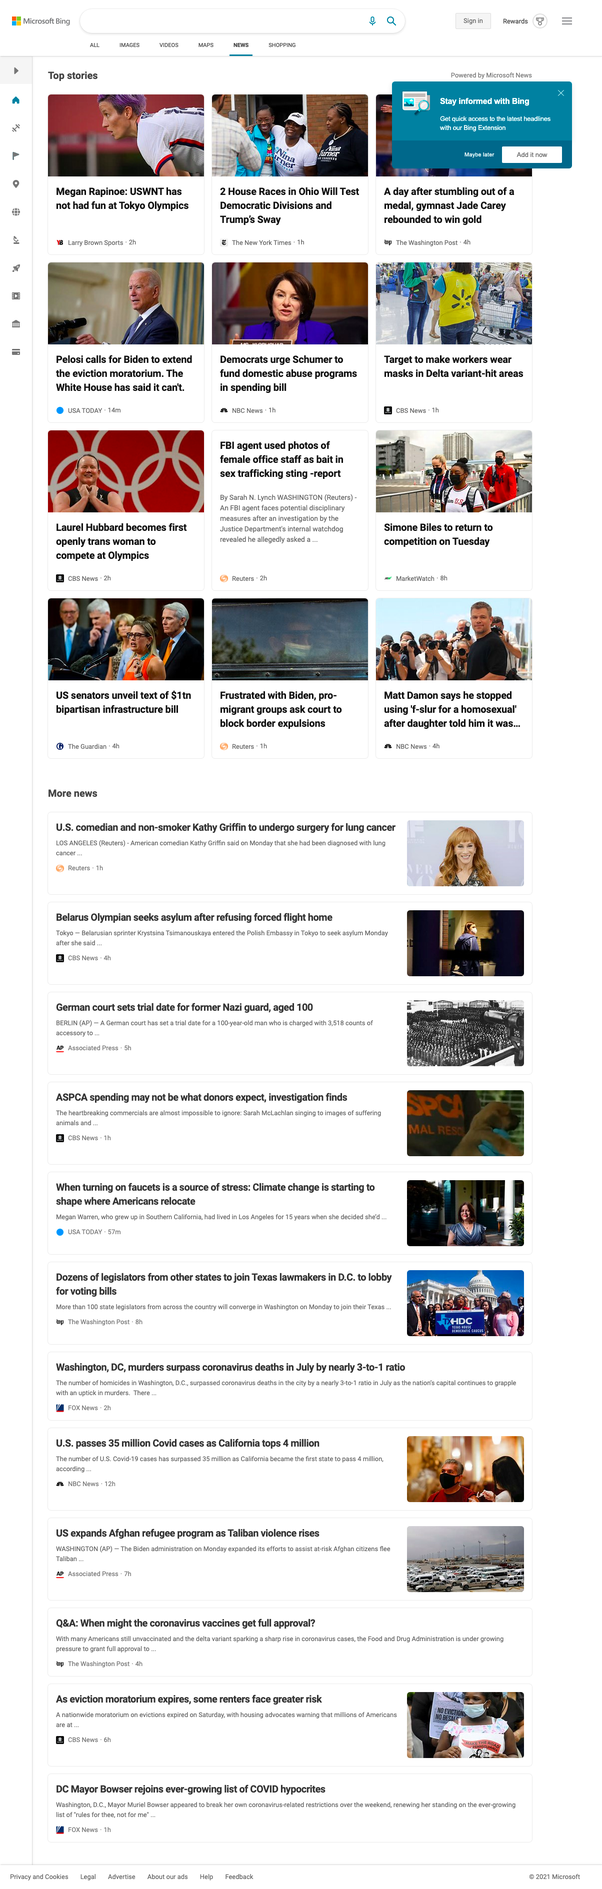 Microsoft Bing
Sign in
Rewards
ALL
IMAGES
VIDEOS
MAPS
NEWS
SHOPPING
Top stories
Powered by Microsoft News
Stay informed with Bing
Get quick access to the latest headlines
with our Bing Extension
Maybe later
Add it now
Megan Rapinoe: USWNT has
not had fun at Tokyo Olympics
Larry Brown Sports · 2h
2 House Races in Ohio Will Test
Democratic Divisions and
Trump's Sway
The New York Times · 1h
A day after stumbling out of a
medal, gymnast Jade Carey
rebounded to win gold
The Washington Post · 4h
Pelosi calls for Biden to extend
the eviction moratorium. The
White House has said it can't.
USA TODAY · 14m
Democrats urge Schumer to
fund domestic abuse programs
in spending bill
NBC News · 1h
Target to make workers wear
masks in Delta variant-hit areas
CBS News · 1h
Laurel Hubbard becomes first
openly trans woman to
compete at Olympics
CBS News · 2h
FBI agent used photos of
female office staff as bait in
sex trafficking sting -report
By Sarah N. Lynch WASHINGTON (Reuters) -
An FBI agent faces potential disciplinary
measures after an investigation by the
Justice Department's internal watchdog
revealed he allegedly asked a ...
Reuters · 2h
Simone Biles to return to
competition on Tuesday
MarketWatch · 8h
US senators unveil text of $1tn
bipartisan infrastructure bill
The Guardian · 4h
Frustrated with Biden, pro-
migrant groups ask court to
block border expulsions
Reuters · 1h
Matt Damon says he stopped
using 'f-slur for a homosexual'
after daughter told him it was...
NBC News · 4h
More news
U.S. comedian and non-smoker Kathy Griffin to undergo surgery for lung cancer
LOS ANGELES (Reuters) - American comedian Kathy Griffin said on Monday that she had been diagnosed with lung
cancer ...
Reuters · 1h
Belarus Olympian seeks asylum after refusing forced flight home
Tokyo — Belarusian sprinter Krystsina Tsimanouskaya entered the Polish Embassy in Tokyo to seek asylum Monday
after she said ...
CBS News · 4h
German court sets trial date for former Nazi guard, aged 100
BERLIN (AP) — A German court has set a trial date for a 100-year-old man who is charged with 3,518 counts of
accessory to ...
AP Associated Press · 5h
ASPCA spending may not be what donors expect, investigation finds
The heartbreaking commercials are almost impossible to ignore: Sarah McLachlan singing to images of suffering
animals and ...
CBS News · 1h
When turning on faucets is a source of stress: Climate change is starting to
shape where Americans relocate
Megan Warren, who grew up in Southern California, had lived in Los Angeles for 15 years when she decided she'd ...
USA TODAY · 57m
Dozens of legislators from other states to join Texas lawmakers in D.C. to lobby
for voting bills
More than 100 state legislators from across the country will converge in Washington on Monday to join their Texas ...
The Washington Post · 8h
HDC
Washington, DC, murders surpass coronavirus deaths in July by nearly 3-to-1 ratio
The number of homicides in Washington, D.C., surpassed coronavirus deaths in the city by a nearly 3-to-1 ratio in July as the nation's capital continues to grapple
with an uptick in murders. There ...
FOX News · 2h
U.S. passes 35 million Covid cases as California tops 4 million
The number of U.S. Covid-19 cases has surpassed 35 million as California became the first state to pass 4 million,
according ...
NBC News · 12h
US expands Afghan refugee program as Taliban violence rises
WASHINGTON (AP) — The Biden administration on Monday expanded its efforts to assist at-risk Afghan citizens flee
Taliban ...
AP Associated Press · 7h
Q&A: When might the coronavirus vaccines get full approval?
With many Americans still unvaccinated and the delta variant sparking a sharp rise in coronavirus cases, the Food and Drug Administration is under growing
pressure to grant full approval to ...
The Washington Post · 4h
As eviction moratorium expires, some renters face greater risk
A nationwide moratorium on evictions expired on Saturday, with housing advocates warning that millions of Americans
are at ...
CBS News · 6h
DC Mayor Bowser rejoins ever-growing list of COVID hypocrites
Washington, D.C., Mayor Muriel Bowser appeared to break her own coronavirus-related restrictions over the weekend, renewing her standing on the ever-growing
list of "rules for thee, not for me" ...
FOX News · 1h
Privacy and Cookies
Legal
Advertise
About our ads
Help
Feedback
© 2021 Microsoft